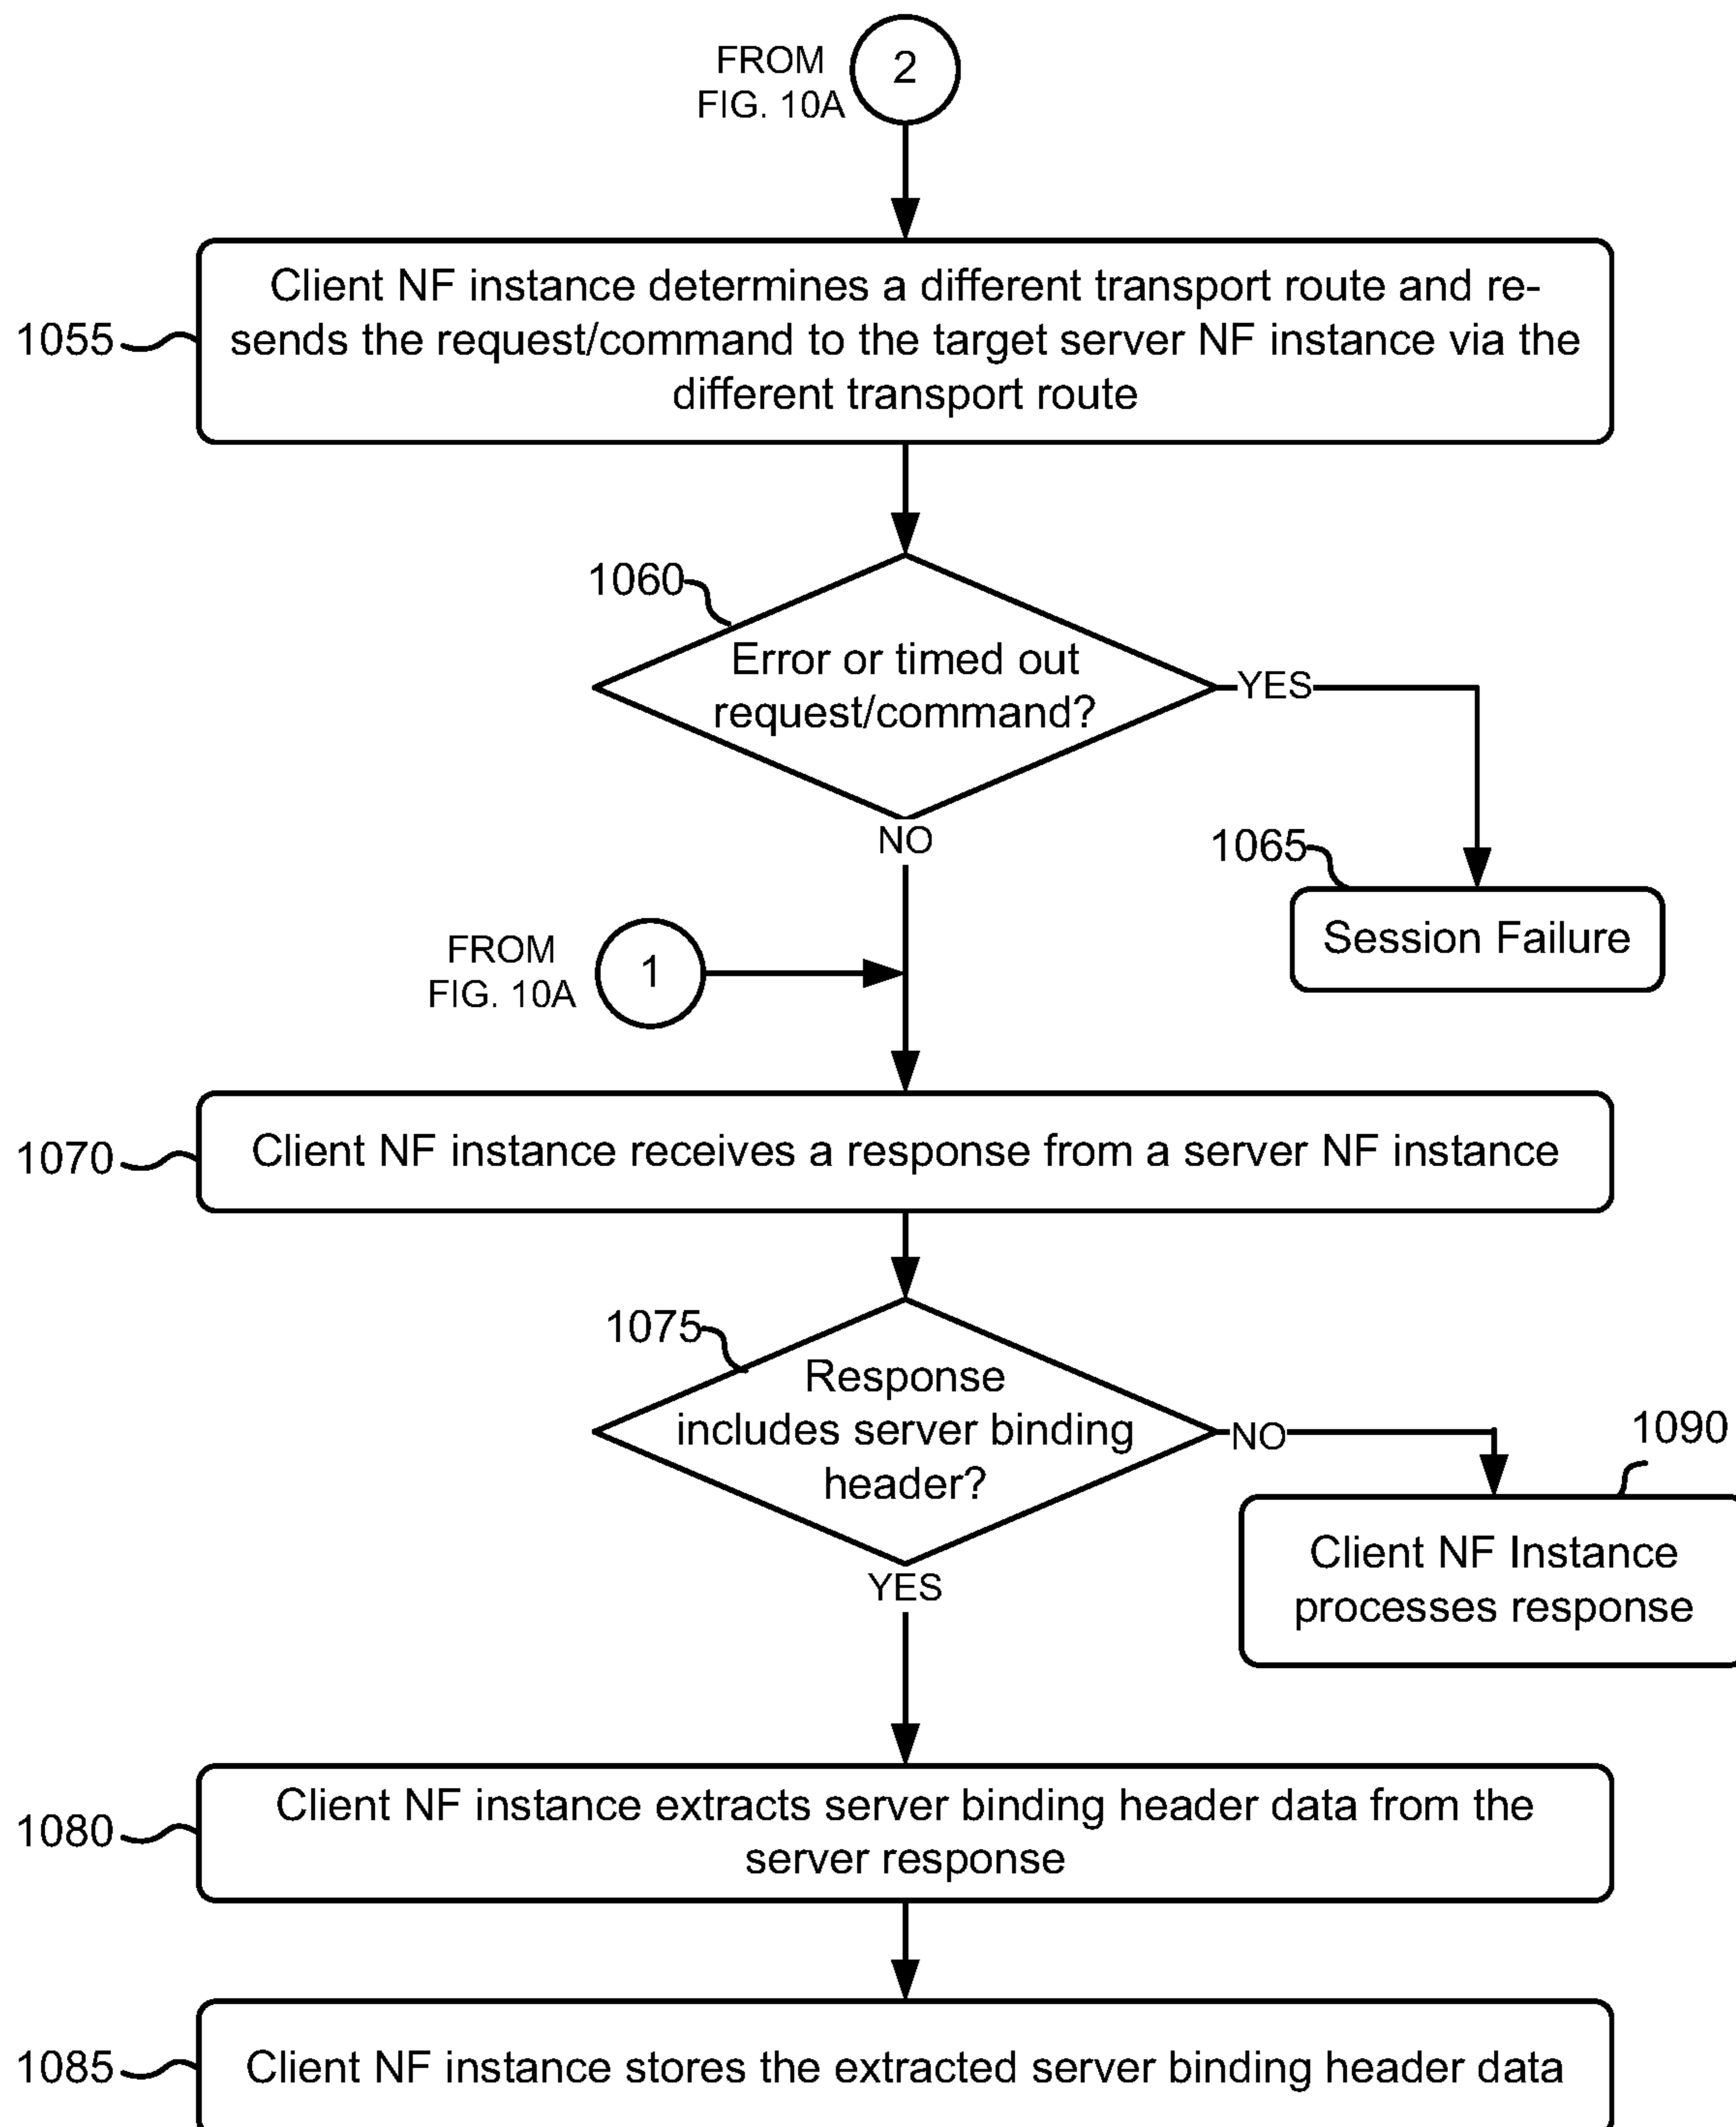 FROM
FIG. 10A
2
1055
Client NF instance determines a different transport route and re-
sends the request/command to the target server NF instance via the
different transport route
1060
Error or timed out
request/command?
YES
NO
1065
Session Failure
FROM
FIG. 10A
1
1070
Client NF instance receives a response from a server NF instance
1075
Response
includes server binding
header?
NO
1090
Client NF Instance
processes response
YES
1080
Client NF instance extracts server binding header data from the
server response
1085
Client NF instance stores the extracted server binding header data